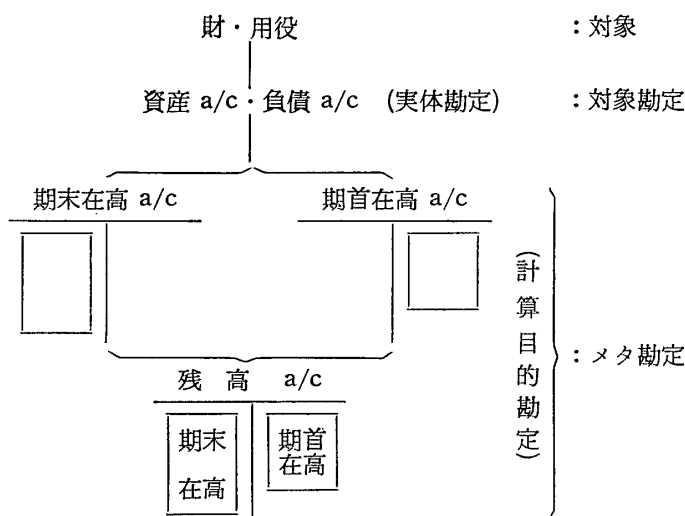 財・用役 :対象
資産 a/c・負債 a/c (実体勘定) :対象勘定
期末在高 a/c 期首在高 a/c
(計算目的勘定)
:メタ勘定
残 高 a/c
期末
在高
期首
在高